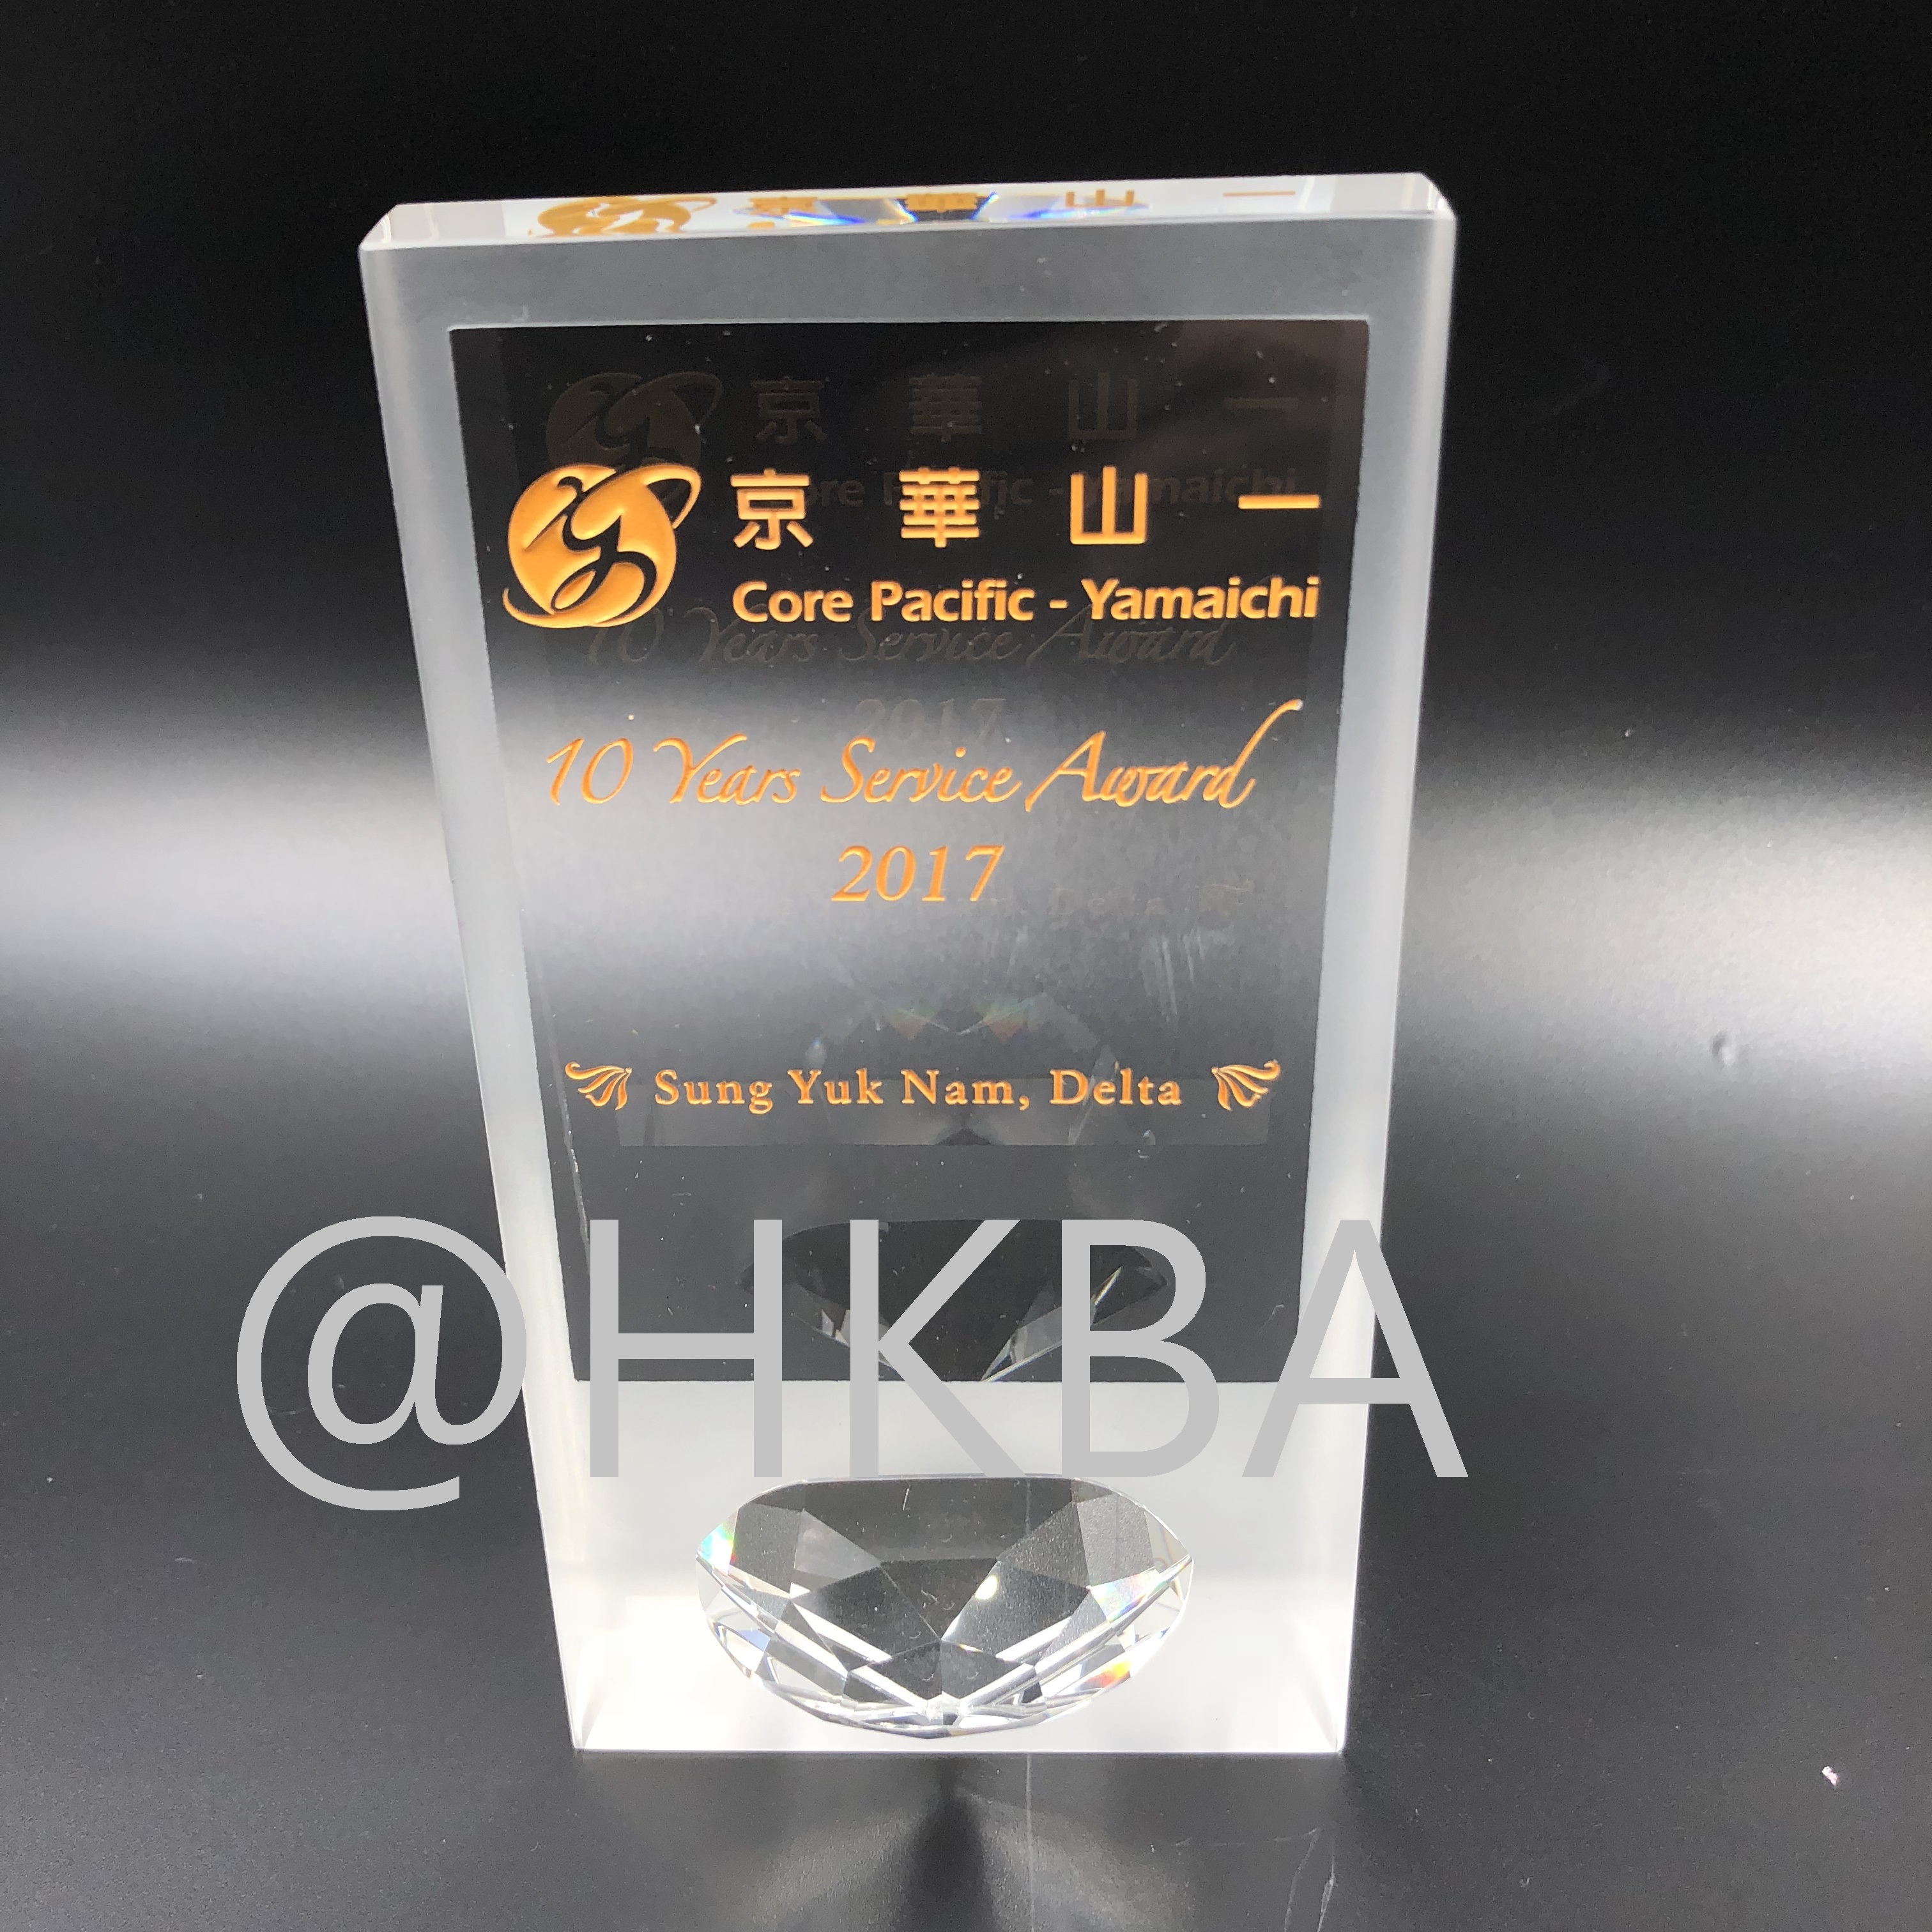 京華山一
Core Pacific - Yamaichi
10 Years Service Award
2017
Sung Yuk Nam, Delta
@HKBA